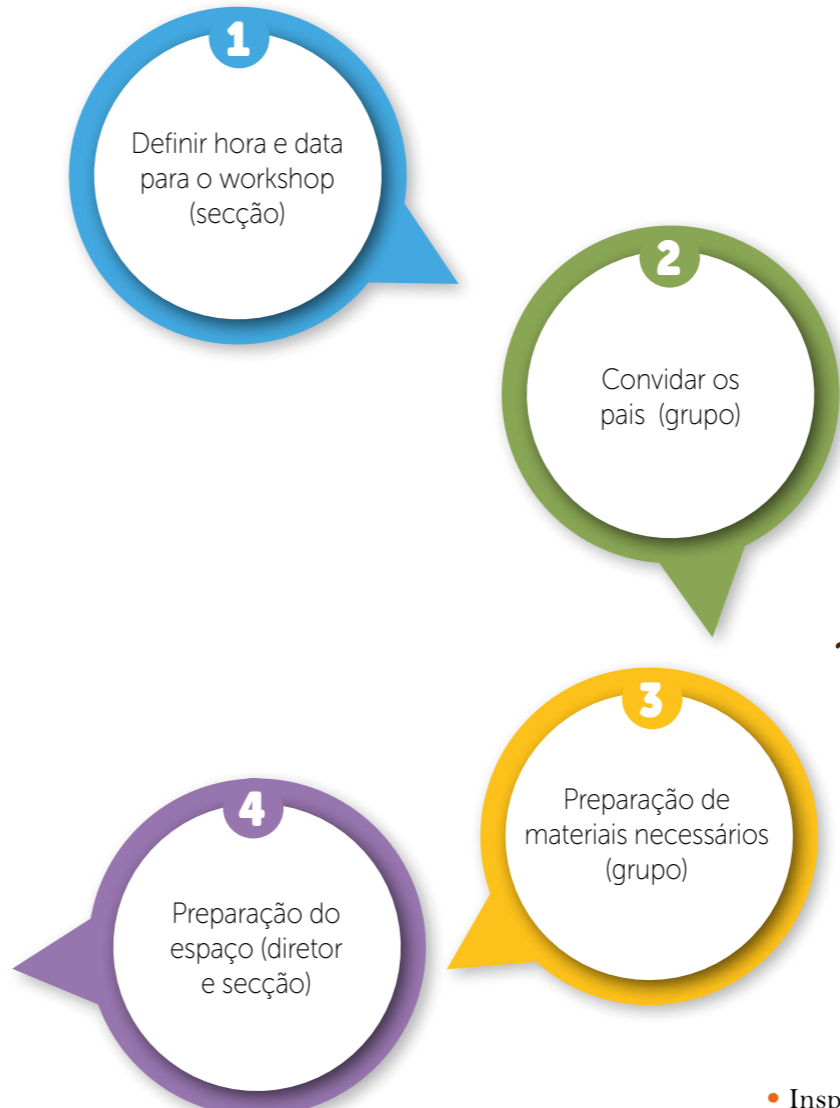 1
Definir hora e data
para o workshop
(secção)
2
Convidar os
pais (grupo)
3
Preparação de
materiais necessários
(grupo)
4
Preparação do
espaço (diretor
e secção)
• Insp